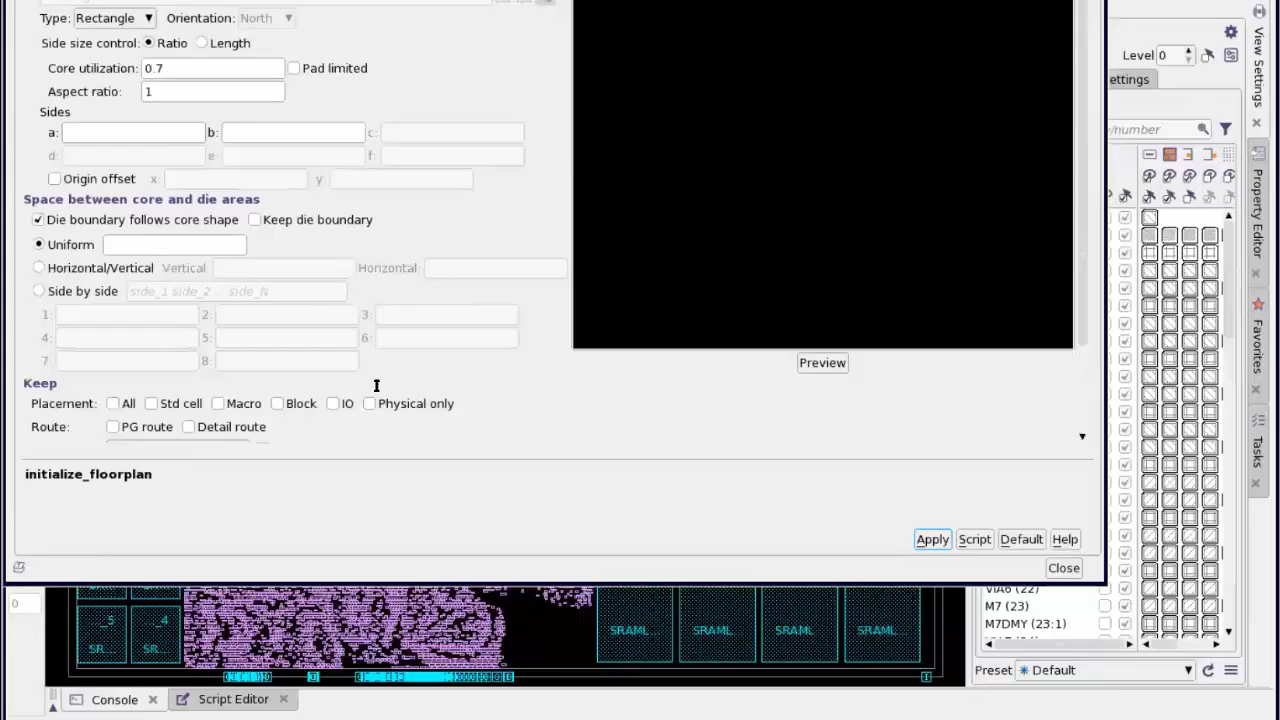 Type: Rectangle Orientation: North
Side size control: Ratio Length
Core utilization: 0.7 Pad limited
Aspect ratio: 1
Sides
a: b: c:
d: e: f:
Origin offset x: y
Space between core and die areas
Die boundary follows core shape Keep die boundary
Uniform
Horizontal/Vertical Vertical Horizontal
Side by side side_1 side_2 ... side_N
1: 2: 3:
4: 5: 6:
7 8:
Keep
Placement: All Std cell Macro Block IO Physical only
Route: PG route Detail route
Preview
initialize_floorplan
Apply Script Default Help
Close
Level 0
ettings
/number
View Settings
Property Editor
Favorites
Tasks
VIA6 (22)
M7 (23)
M7DMY (23:1)
0
_5 _4
SR... SR...
SRAML... SRAML... SRAML... SRAML...
Preset Default
Console Script Editor